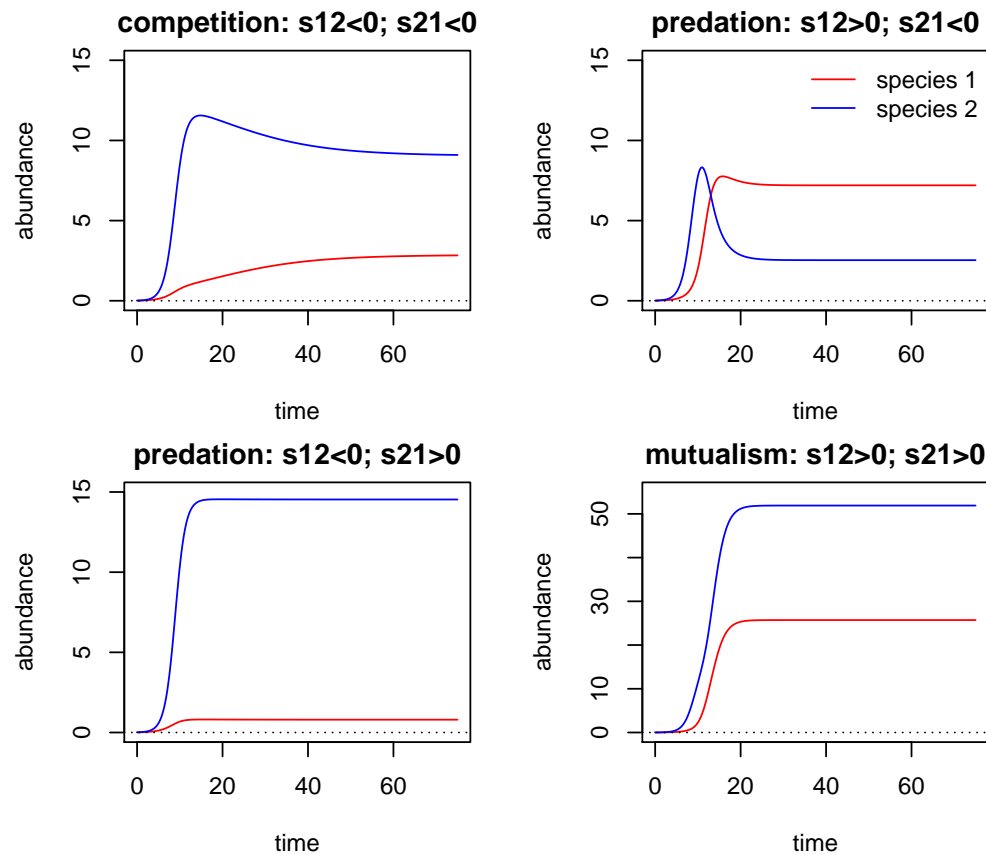 competition: s12<0; s21<0
abundance
15
10
5
0
0 20 40 60
time
predation: s12>0; s21<0
species 1
species 2
abundance
15
10
5
0
0 20 40 60
time
predation: s12<0; s21>0
abundance
15
10
5
0
0 20 40 60
time
mutualism: s12>0; s21>0
abundance
50
30
10
0
0 20 40 60
time